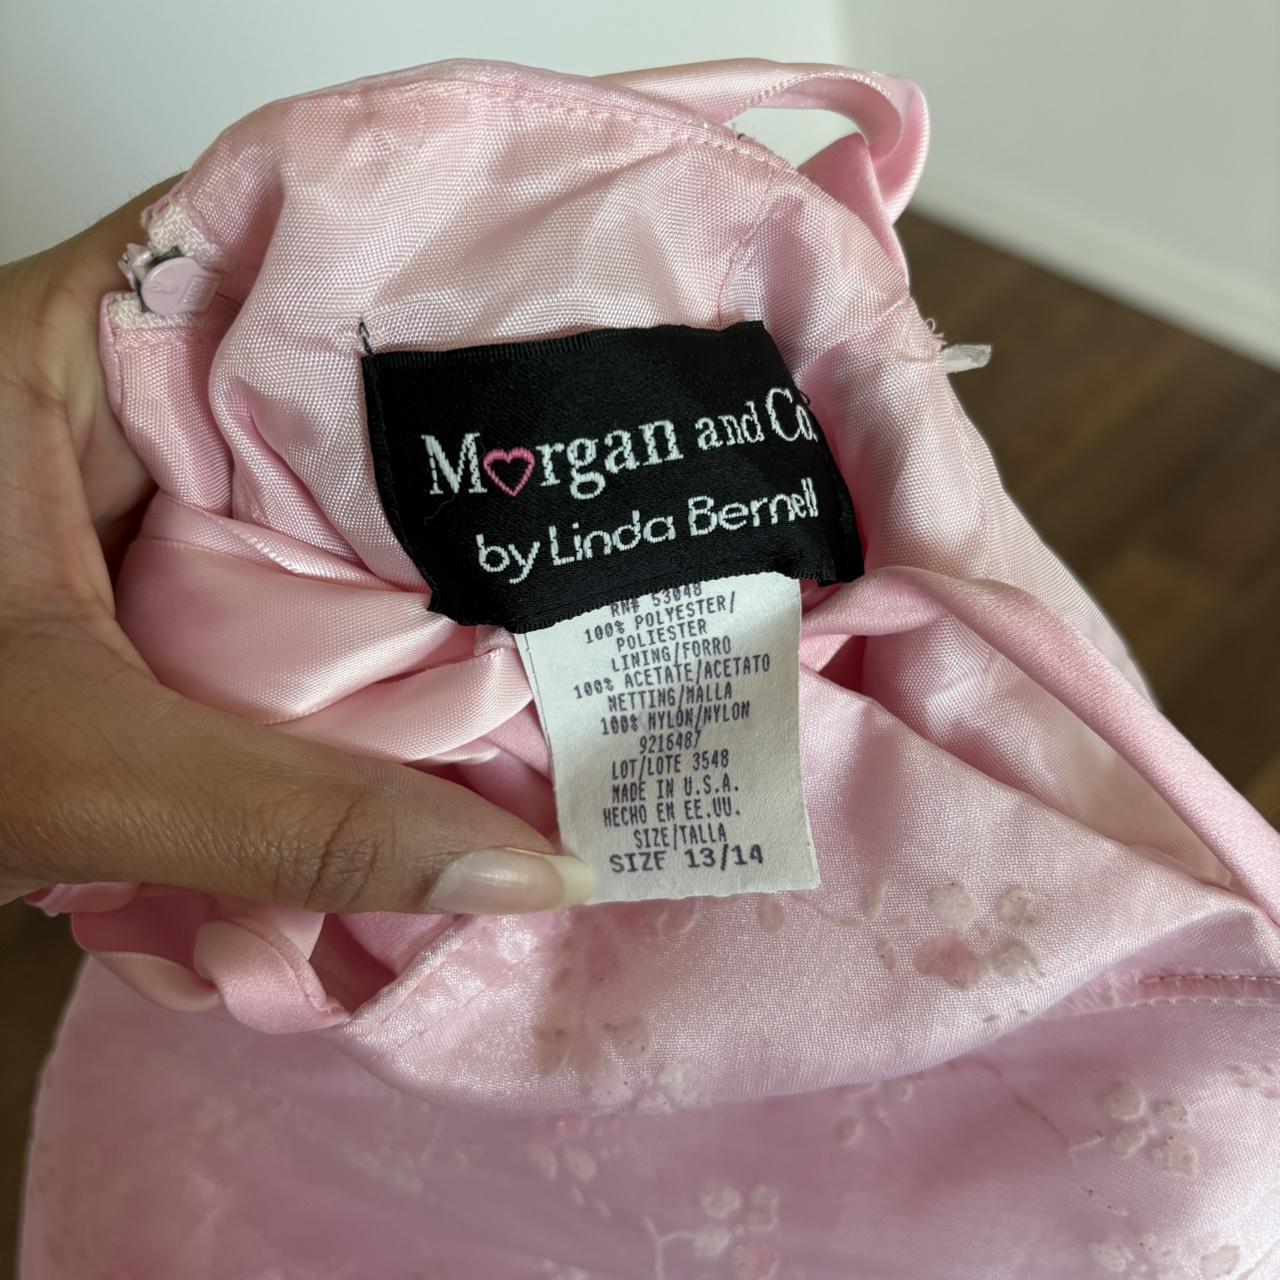 Morgan and Co.
by Linda Bernell
RN# 53048
100% POLYESTER/
POLIESTER
LINING/FORRO
100% ACETATE/ACETATO
NETTING/MALLA
100% NYLON/NYLON
9216487
LOT/LOTE 3548
MADE IN U.S.A.
HECHO EN EE.UU.
SIZE/TALLA
SIZE 13/14